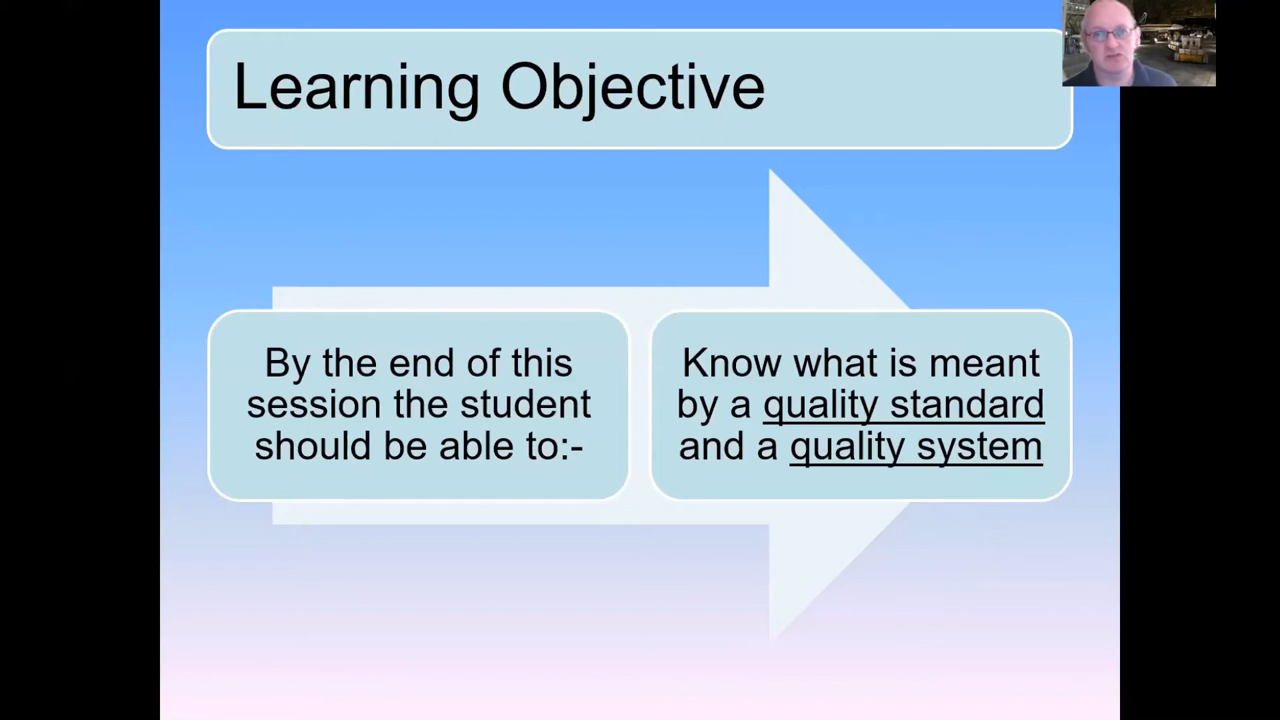 Learning Objective
By the end of this
session the student
should be able to:-
Know what is meant
by a quality standard
and a quality system